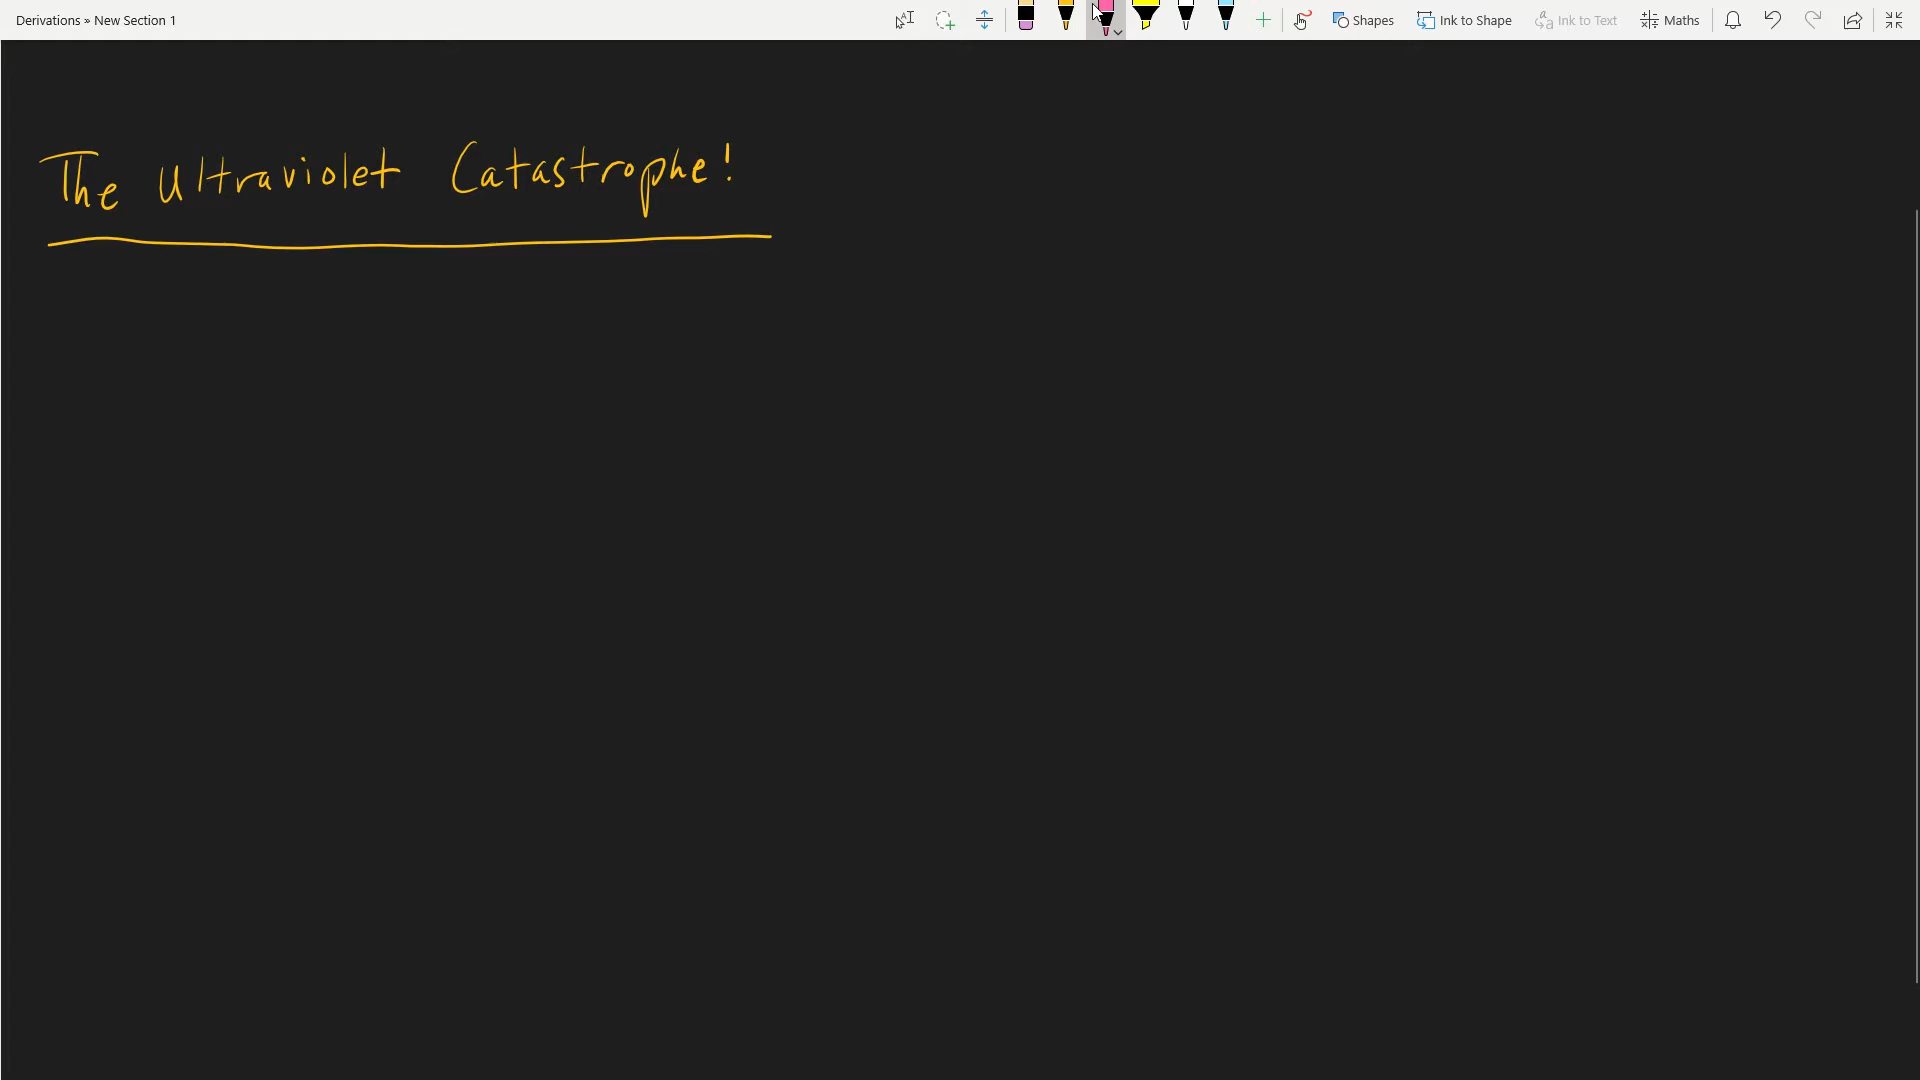 Derivations » New Section 1
Shapes
Ink to Shape
Ink to Text
Maths
The Ultraviolet Catastrophe!